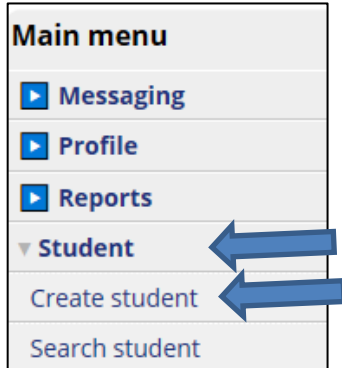 Main menu
Messaging
Profile
Reports
Student
Create student
Search student